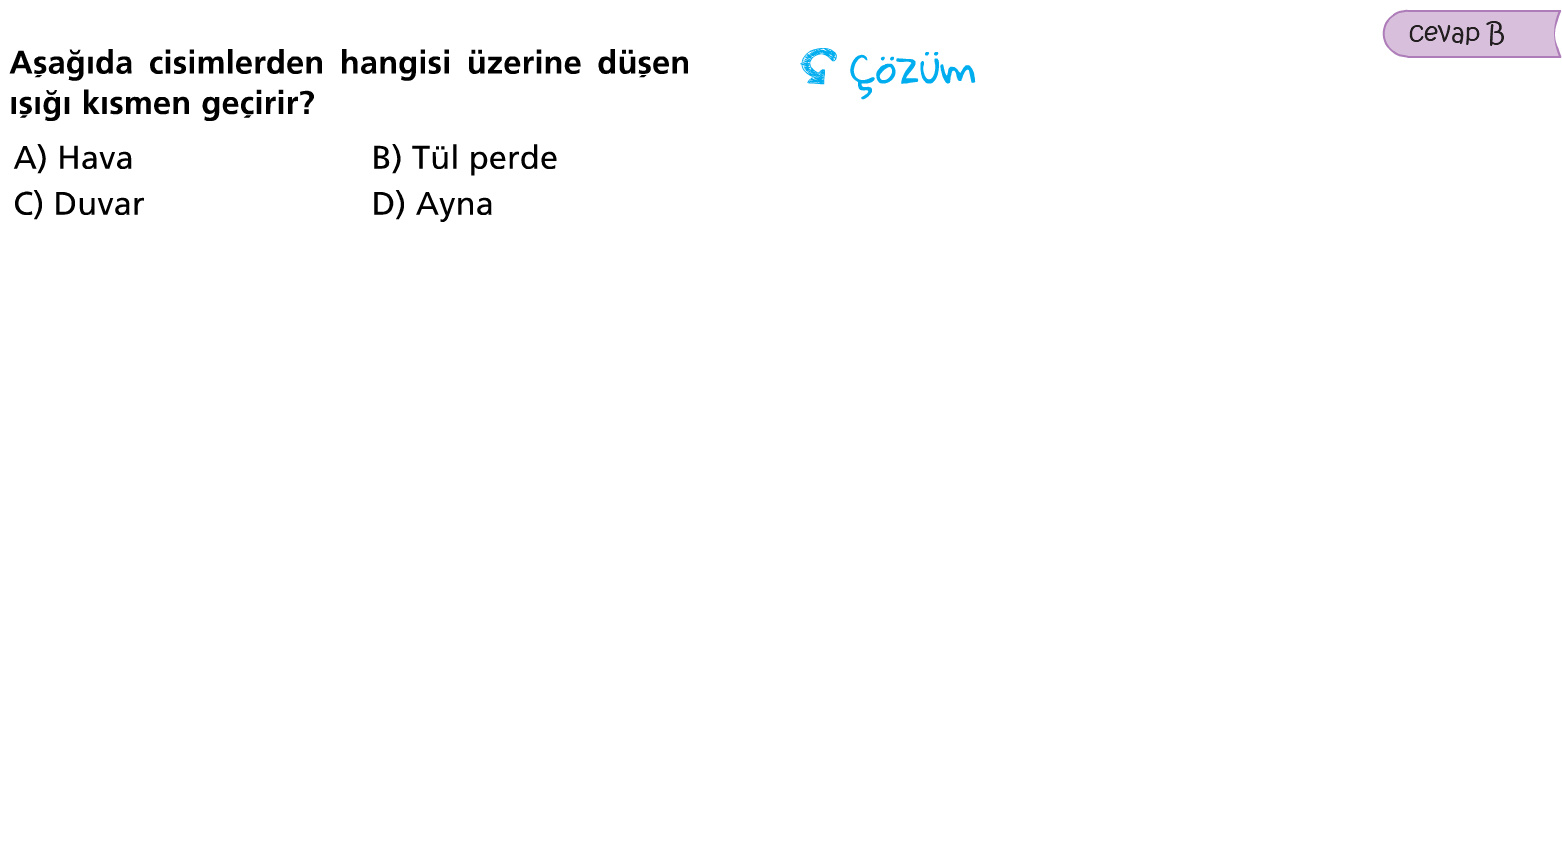 Aşağıda cisimlerden hangisi üzerine düşen
ışığı kısmen geçirir?
A) Hava
B) Tül perde
C) Duvar
D) Ayna
Çözüm
Cevap B